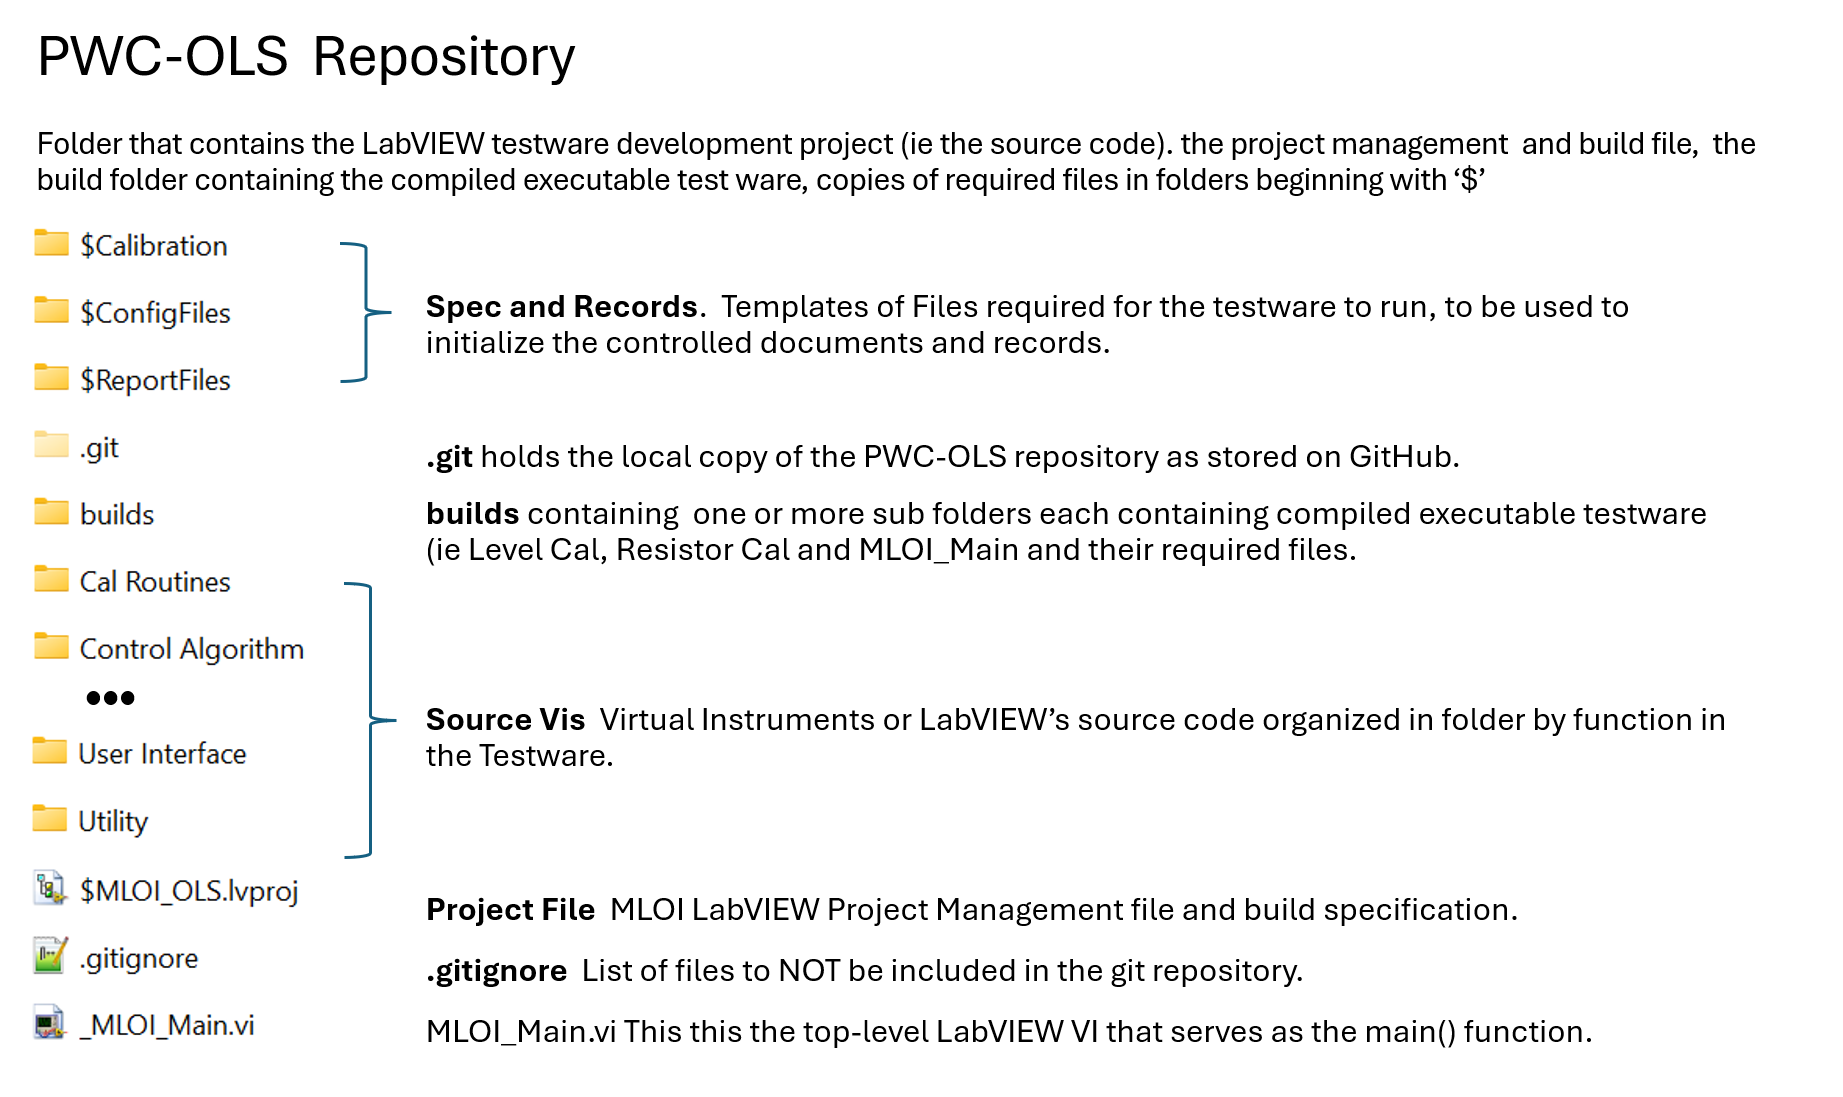 PWC-OLS Repository
Folder that contains the LabVIEW testware development project (ie the source code). the project management and build file, the
build folder containing the compiled executable test ware, copies of required files in folders beginning with ‘$’
$Calibration
$ConfigFiles
$ReportFiles
Spec and Records. Templates of Files required for the testware to run, to be used to
initialize the controlled documents and records.
.git
.git holds the local copy of the PWC-OLS repository as stored on GitHub.
builds
builds containing one or more sub folders each containing compiled executable testware
(ie Level Cal, Resistor Cal and MLOI_Main and their required files.
Cal Routines
Control Algorithm
•••
User Interface
Utility
Source Vis Virtual Instruments or LabVIEW’s source code organized in folder by function in
the Testware.
$MLOI_OLS.lvproj
Project File MLOI LabVIEW Project Management file and build specification.
.gitignore
.gitignore List of files to NOT be included in the git repository.
_MLOI_Main.vi
MLOI_Main.vi This this the top-level LabVIEW VI that serves as the main() function.